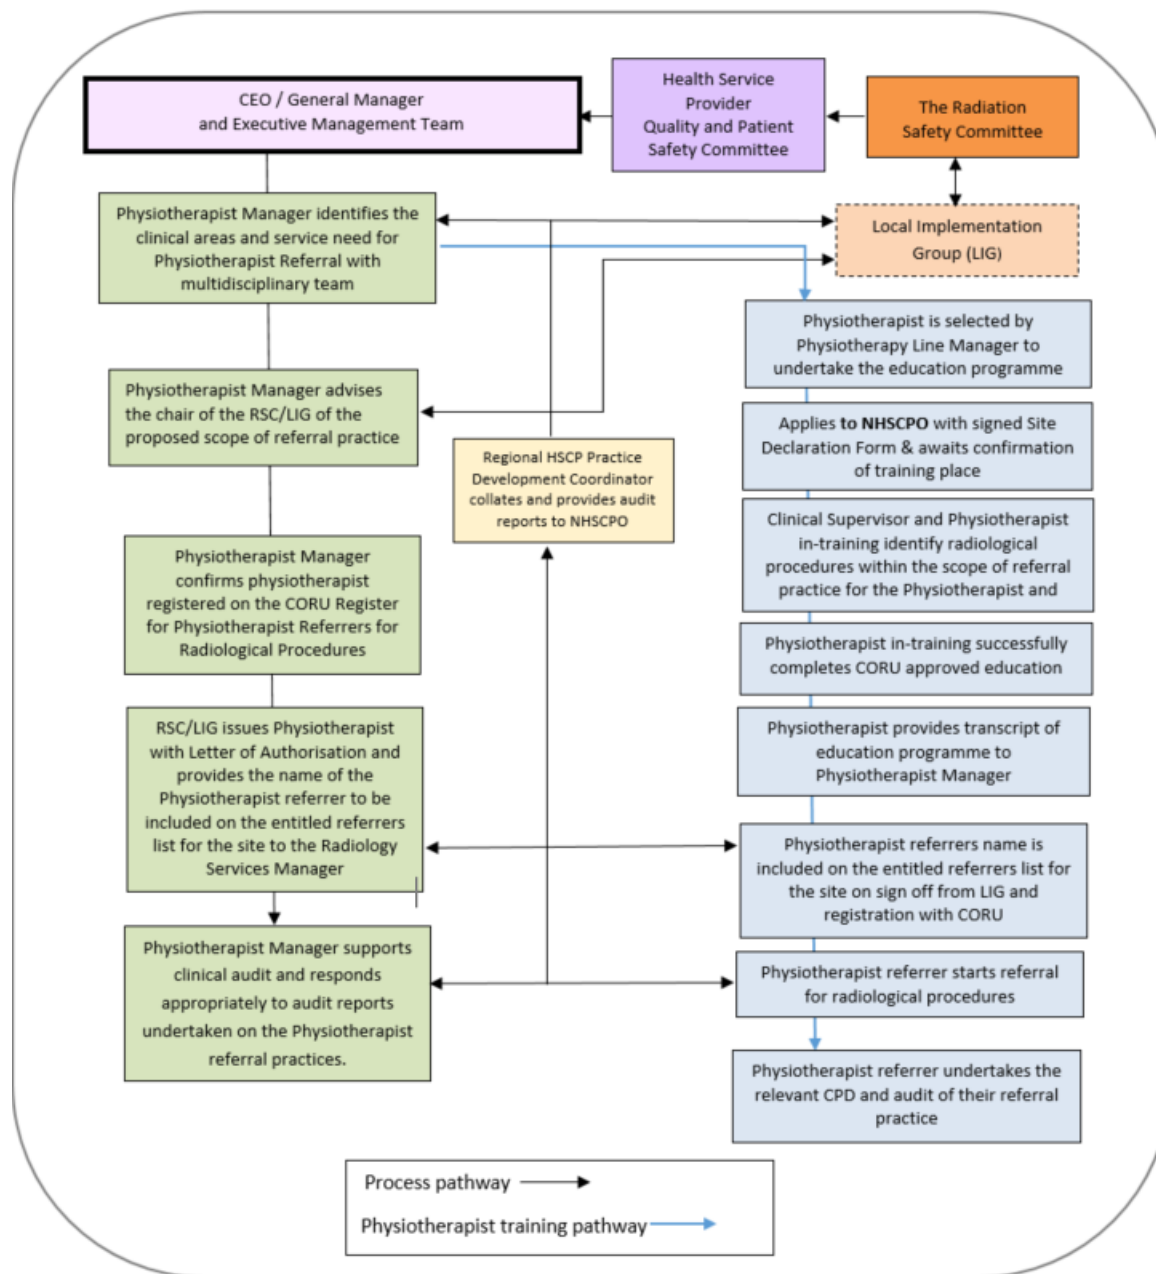 CEO / General Manager
and Executive Management Team
Health Service
Provider
Quality and Patient
Safety Committee
The Radiation
Safety Committee
Local Implementation
Group (LIG)
Physiotherapist Manager identifies the
clinical areas and service need for
Physiotherapist Referral with
multidisciplinary team
Physiotherapist Manager advises
the chair of the RSC/LIG of the
proposed scope of referral practice
Physiotherapist Manager
confirms physiotherapist
registered on the CORU Register
for Physiotherapist Referrers for
Radiological Procedures
RSC/LIG issues Physiotherapist
with Letter of Authorisation and
provides the name of the
Physiotherapist referrer to be
included on the entitled referrers
list for the site to the Radiology
Services Manager
Physiotherapist Manager supports
clinical audit and responds
appropriately to audit reports
undertaken on the Physiotherapist
referral practices.
Regional HSCP Practice
Development Coordinator
collates and provides audit
reports to NHSCPO
Physiotherapist is selected by
Physiotherapy Line Manager to
undertake the education programme
Applies to NHSCPO with signed Site
Declaration Form & awaits confirmation
of training place
Clinical Supervisor and Physiotherapist
in-training identify radiological
procedures within the scope of referral
practice for the Physiotherapist and
Physiotherapist in-training successfully
completes CORU approved education
Physiotherapist provides transcript of
education programme to
Physiotherapist Manager
Physiotherapist referrers name is
included on the entitled referrers list for
the site on sign off from LIG and
registration with CORU
Physiotherapist referrer starts referral
for radiological procedures
Physiotherapist referrer undertakes the
relevant CPD and audit of their referral
practice
Process pathway
Physiotherapist training pathway